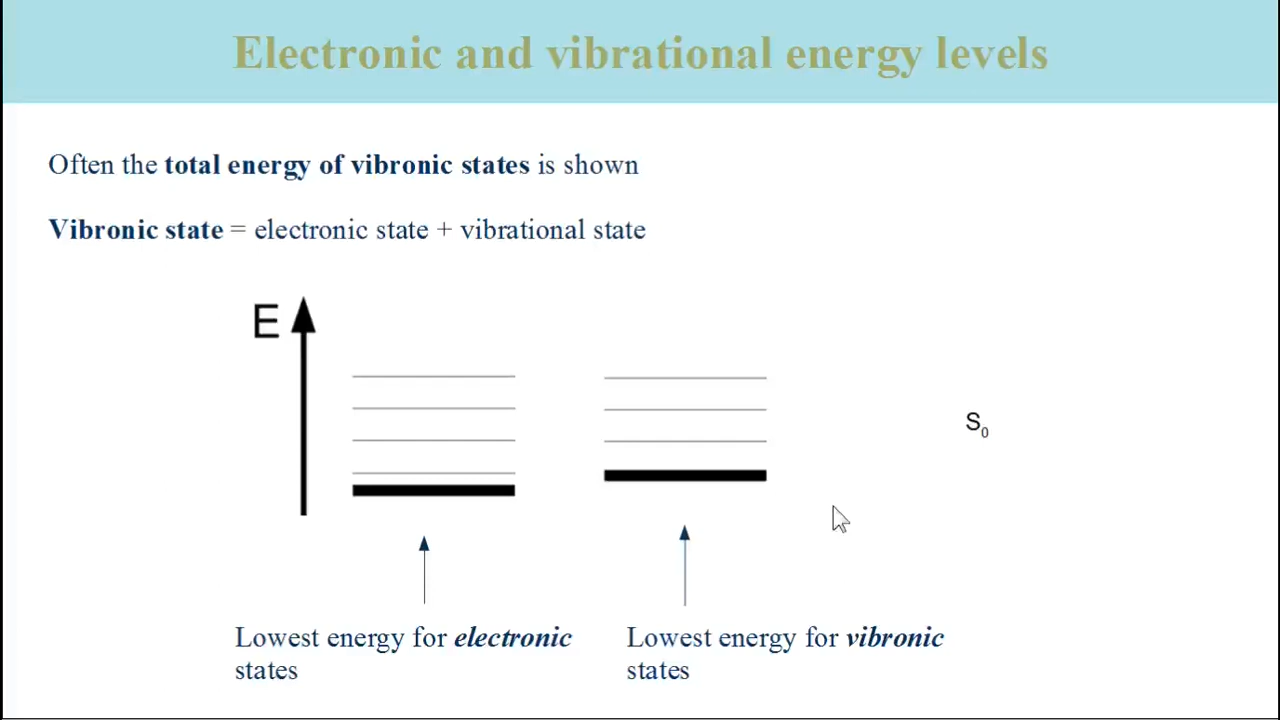 Electronic and vibrational energy levels
Often the total energy of vibronic states is shown
Vibronic state = electronic state + vibrational state
E
S0
Lowest energy for electronic
states
Lowest energy for vibronic
states